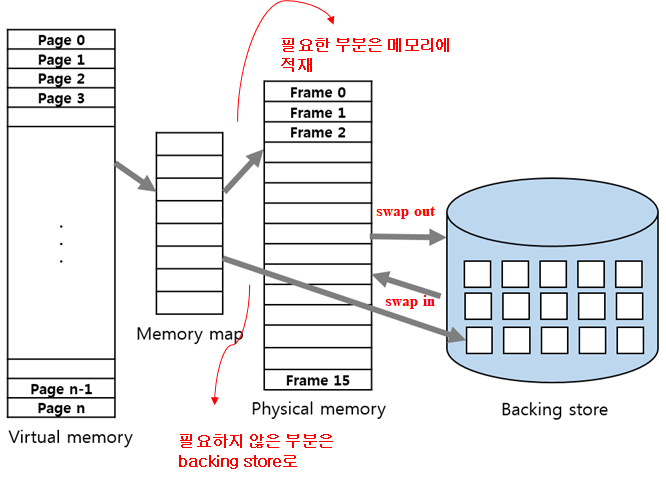 Page 0
Page 1
Page 2
Page 3
Page n-1
Page n
Virtual memory
Memory map
필요한 부분은 메모리에
적재
Frame 0
Frame 1
Frame 2
Frame 15
Physical memory
swap out
swap in
Backing store
필요하지 않은 부분은
backing store로